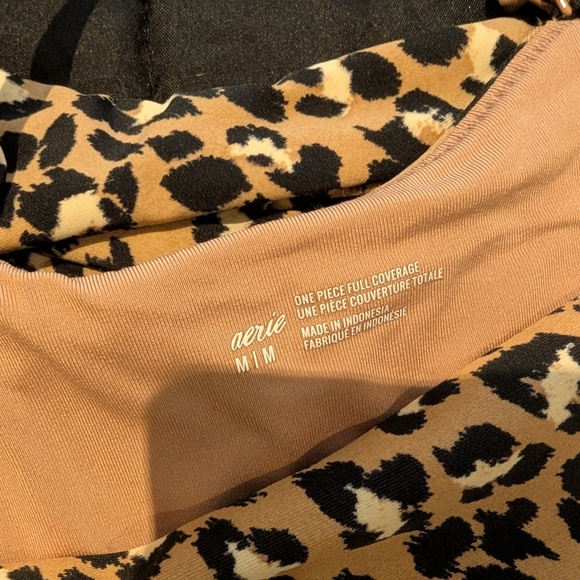 aerie
M|M
ONE PIECE FULL COVERAGE
UNE PIÈCE COUVERTURE TOTALE
MADE IN INDONESIA
FABRIQUÉ EN INDONÉSIE